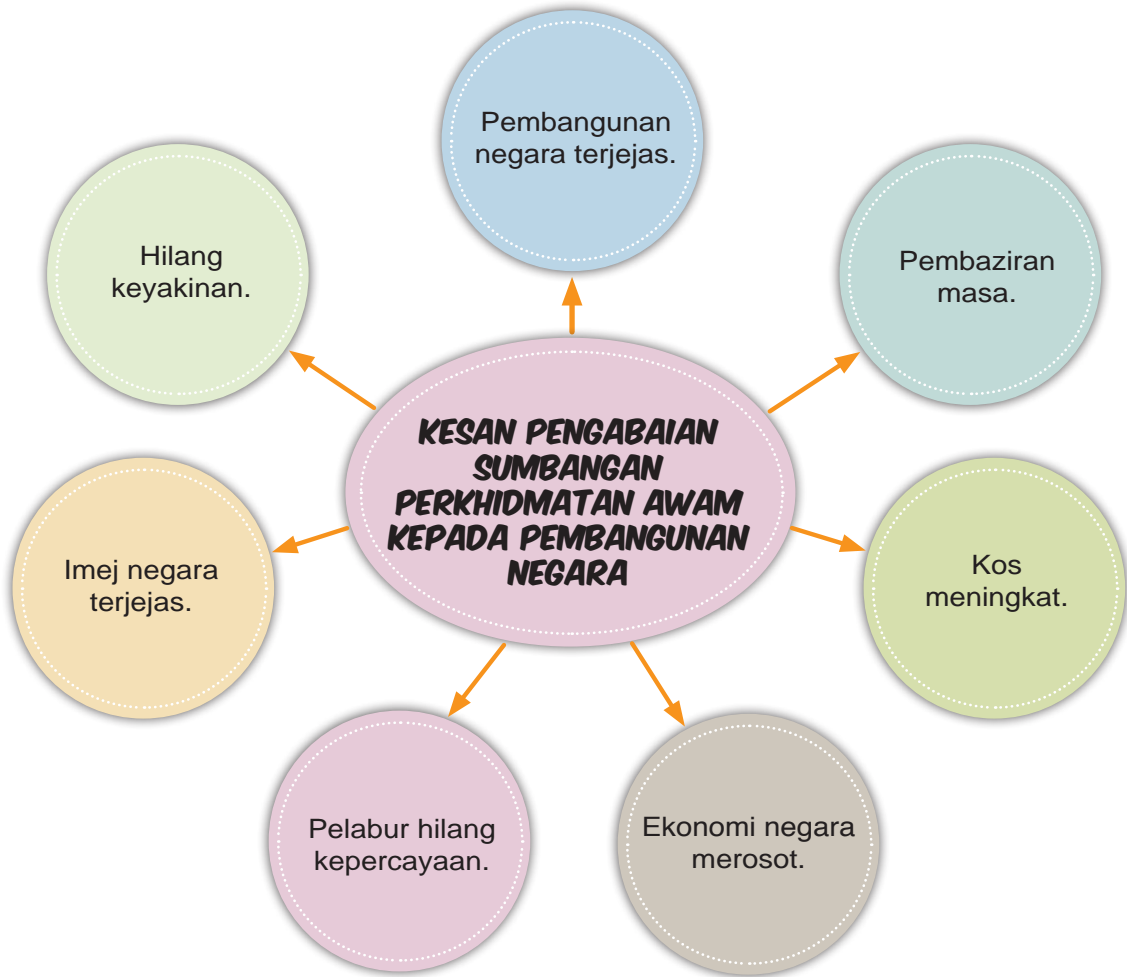 Pembangunan
negara terjejas.
Hilang
keyakinan.
Pembaziran
masa.
KESAN PENGABAIAN
SUMBANGAN
PERKHIDMATAN AWAM
KEPADA PEMBANGUNAN
NEGARA
Imej negara
terjejas.
Kos
meningkat.
Pelabur hilang
kepercayaan.
Ekonomi negara
merosot.